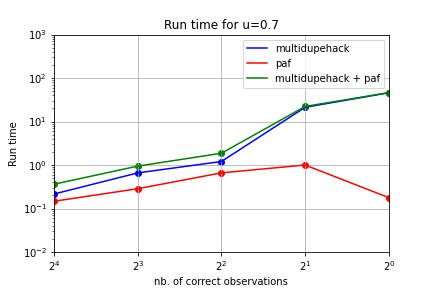 Run time for u=0.7
10³
multidupehack
paf
multidupehack + paf
10²
10¹
10⁰
10⁻¹
10⁻²
Run time
2⁴ 2³ 2² 2¹ 2⁰
nb. of correct observations